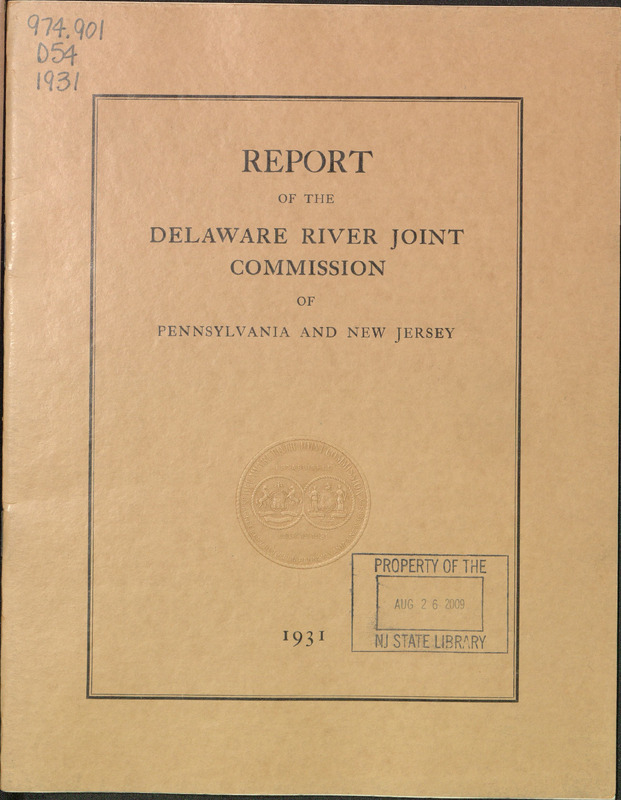 974.901
D54
1931
REPORT
OF THE
DELAWARE RIVER JOINT
COMMISSION
OF
PENNSYLVANIA AND NEW JERSEY
1931
PROPERTY OF THE
AUG 26 2009
NJ STATE LIBRARY